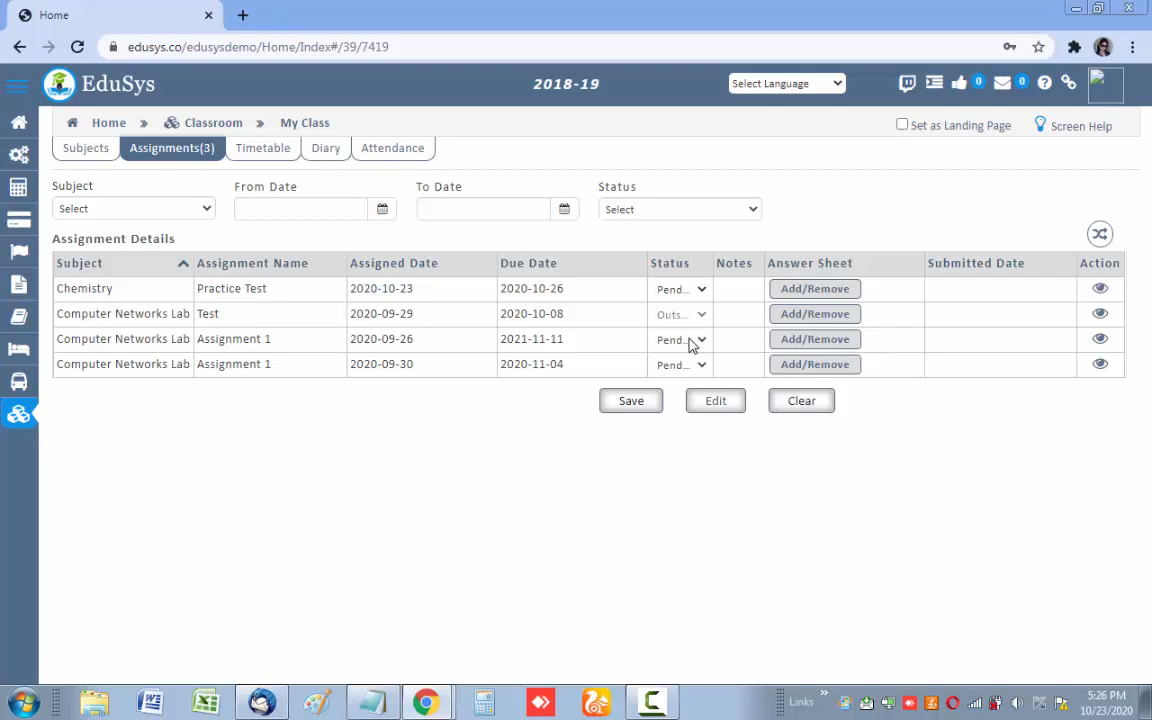 Home
edusys.co/edusysdemo/Home/Index#/39/7419
EduSys
2018-19
Select Language
0
0
Home » Classroom » My Class
Set as Landing Page
Screen Help
Subjects
Assignments(3)
Timetable
Diary
Attendance
Subject
From Date
To Date
Status
Select
Select
Assignment Details
Subject Assignment Name Assigned Date Due Date Status Notes Answer Sheet Submitted Date Action
Chemistry Practice Test 2020-10-23 2020-10-26 Pend... Add/Remove
Computer Networks Lab Test 2020-09-29 2020-10-08 Outs... Add/Remove
Computer Networks Lab Assignment 1 2020-09-26 2021-11-11 Pend... Add/Remove
Computer Networks Lab Assignment 1 2020-09-30 2020-11-04 Pend... Add/Remove
Save
Edit
Clear
Links
5:26 PM
10/23/2020